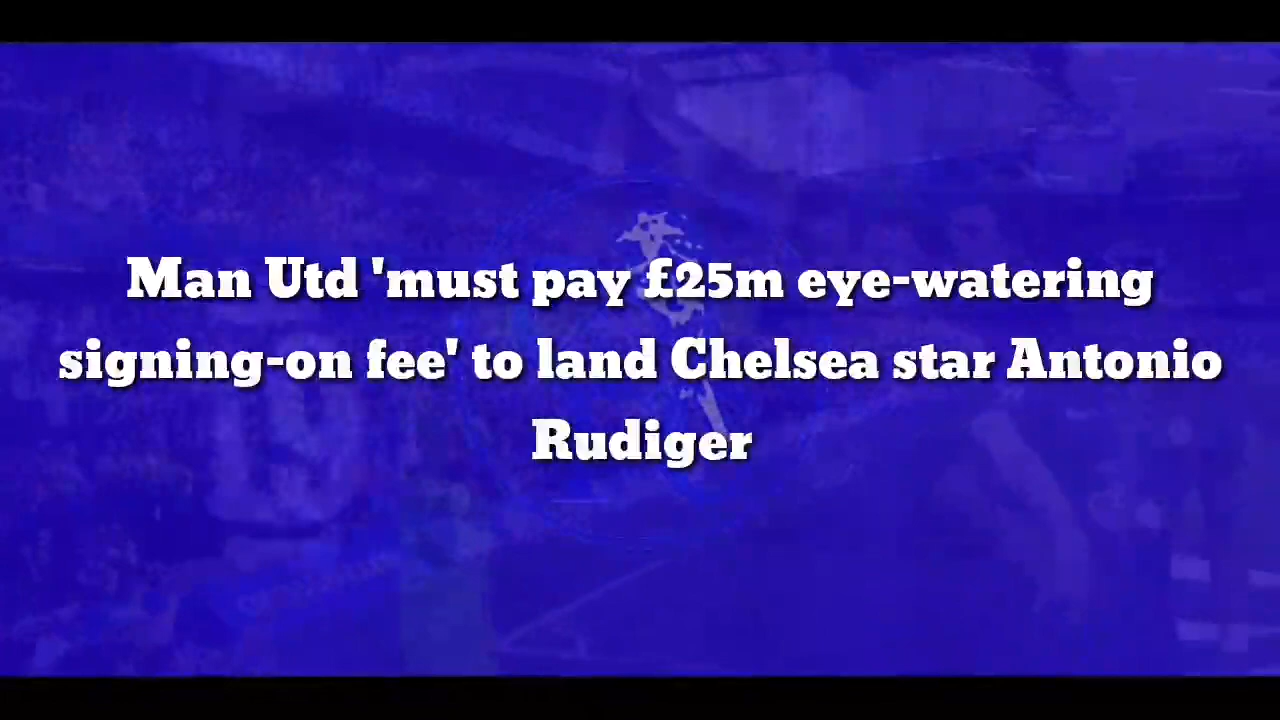 Man Utd 'must pay £25m eye-watering
signing-on fee' to land Chelsea star Antonio
Rudiger